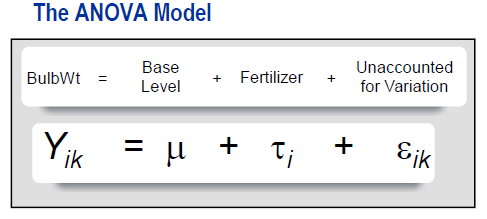 The ANOVA Model
BulbWt = Base Level + Fertilizer + Unaccounted for Variation
Yik = μ + τi + εik